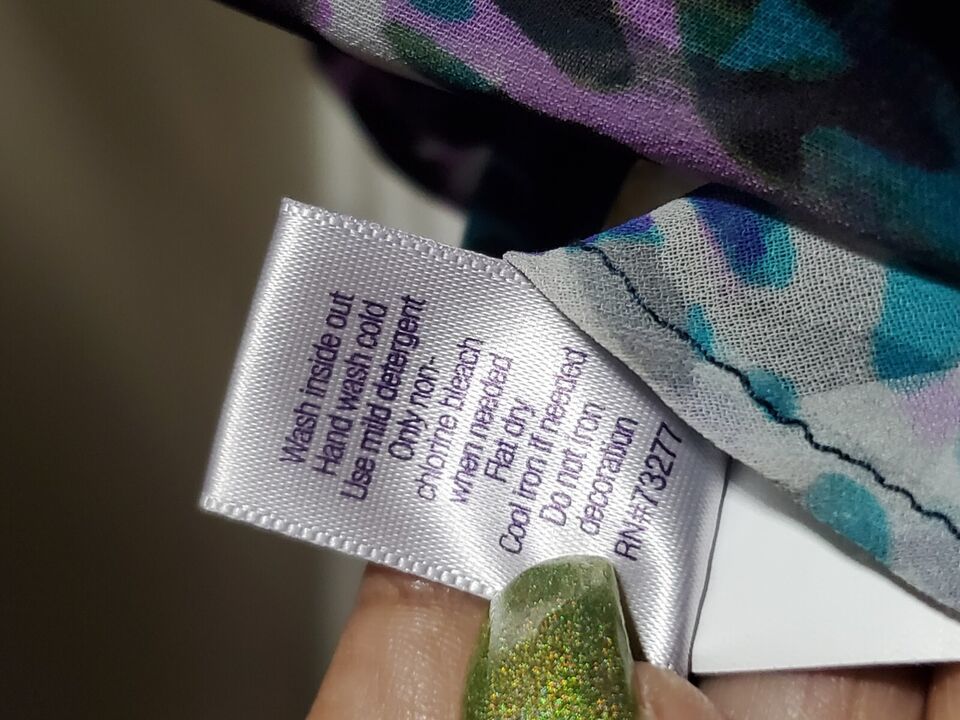 Wash inside out
Hand wash cold
Use mild detergent
Only non-
chlorine bleach
when needed
Flat dry
Cool iron if needed
Do not iron
decoration
RN#73277